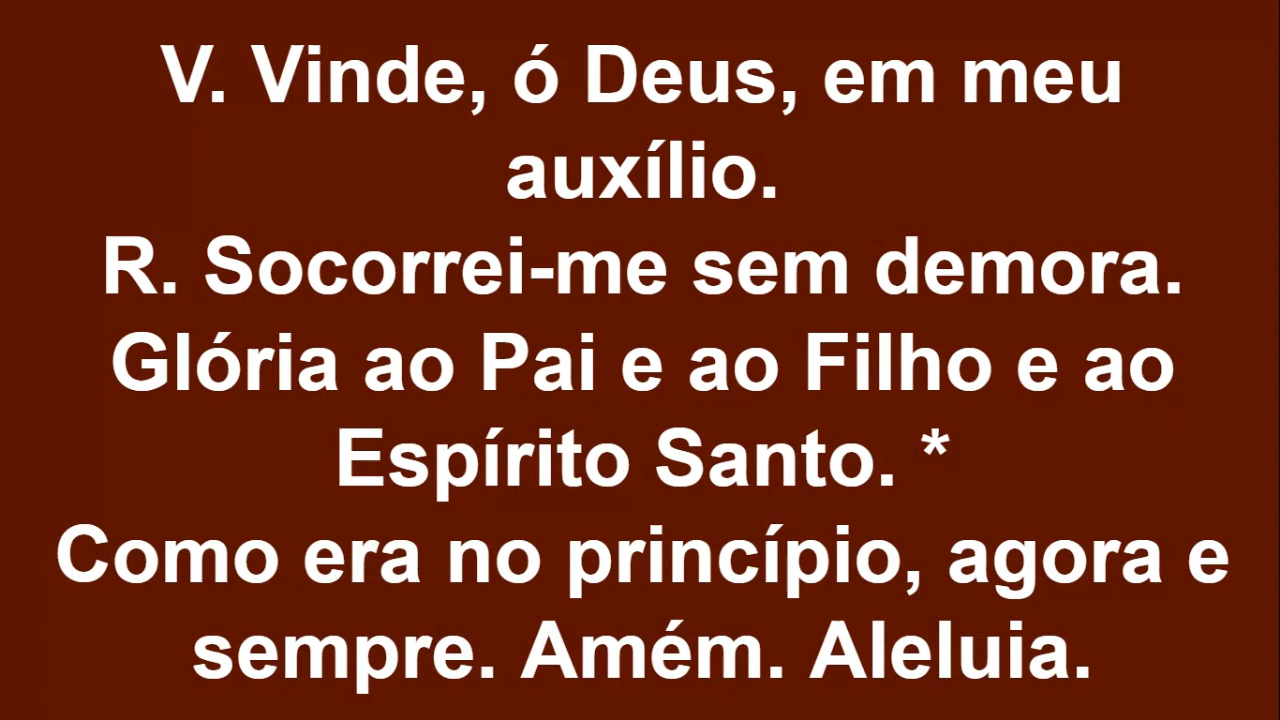 V. Vinde, ó Deus, em meu
auxílio.
R. Socorrei-me sem demora.
Glória ao Pai e ao Filho e ao
Espírito Santo. *
Como era no princípio, agora e
sempre. Amém. Aleluia.